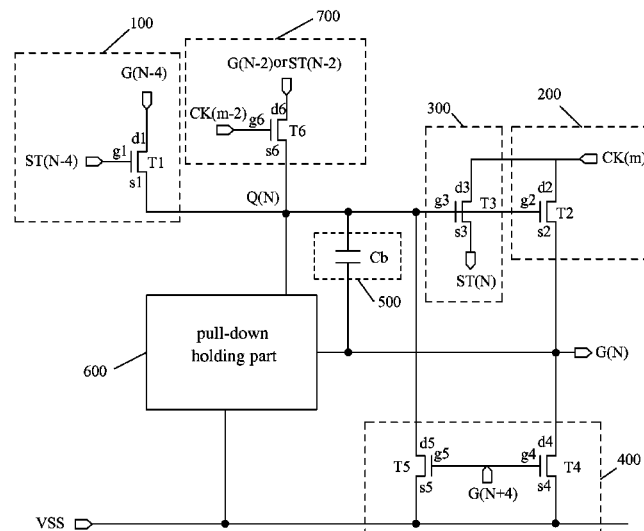 100
700
G(N-4)
G(N-2)orST(N-2)
300
200
CK(m-2)
g6
d6
T6
s6
ST(N-4)
g1
d1
T1
s1
CK(m)
d3
g3
T3
s3
d2
g2
T2
s2
Q(N)
Cb
ST(N)
500
pull-down
holding part
600
G(N)
d5
T5
g5
s5
d4
g4
T4
s4
400
G(N+4)
VSS